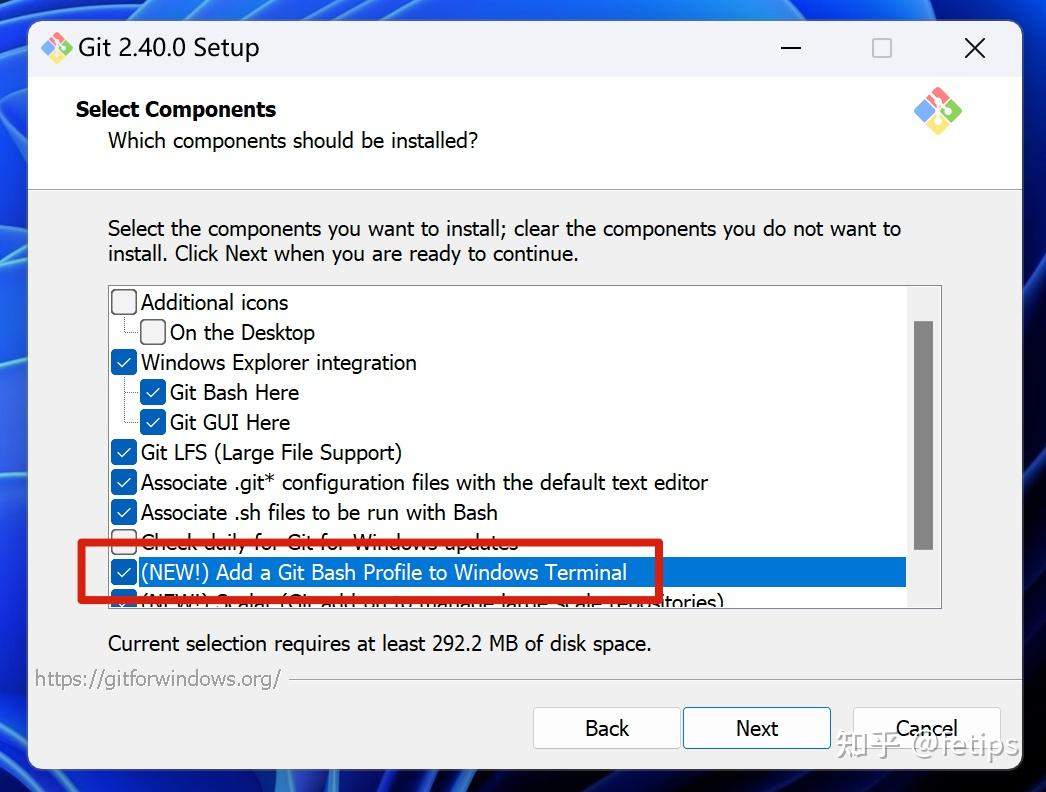 Git 2.40.0 Setup
Select Components
Which components should be installed?
Select the components you want to install; clear the components you do not want to
install. Click Next when you are ready to continue.
Additional icons
On the Desktop
Windows Explorer integration
Git Bash Here
Git GUI Here
Git LFS (Large File Support)
Associate .git* configuration files with the default text editor
Associate .sh files to be run with Bash
Check daily for Git for Windows updates
(NEW!) Add a Git Bash Profile to Windows Terminal
(NEW!) Scalar (Git add-on to manage large-scale repositories)
Current selection requires at least 292.2 MB of disk space.
https://gitforwindows.org/
Back
Next
Cancel
知乎 @fetips